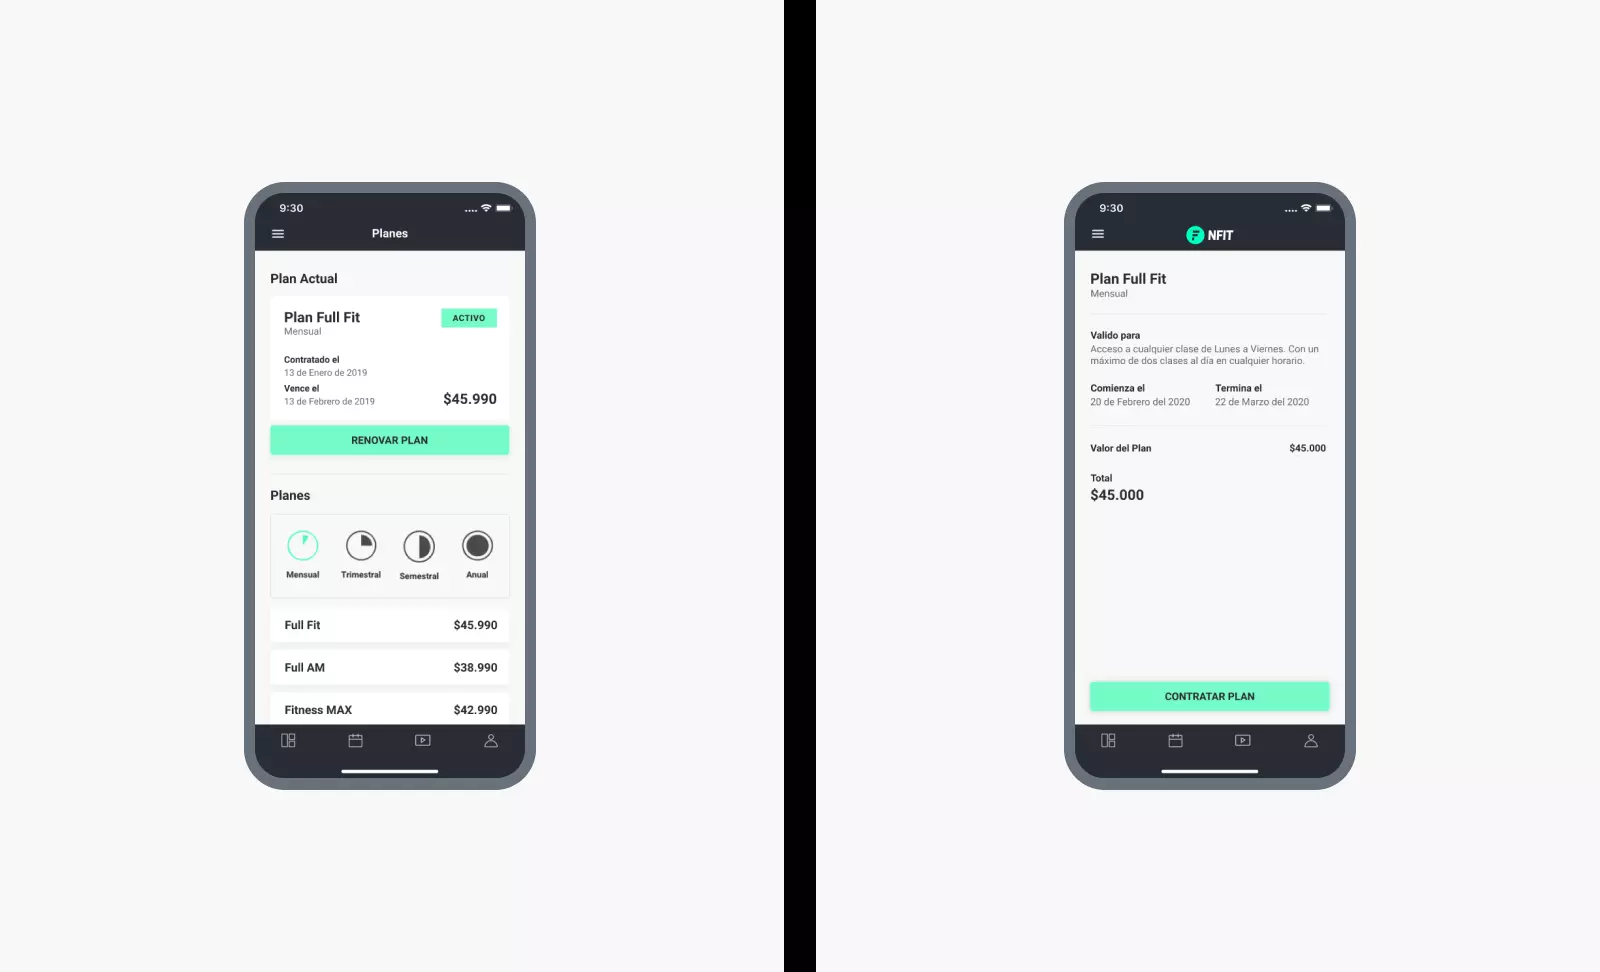 9:30
Planes
Plan Actual
Plan Full Fit
ACTIVO
Mensual
Contratado el
13 de Enero de 2019
Vence el
13 de Febrero de 2019
$45.990
RENOVAR PLAN
Planes
Mensual
Trimestral
Semestral
Anual
Full Fit
$45.990
Full AM
$38.990
Fitness MAX
$42.990
9:30
NFIT
Plan Full Fit
Mensual
Valido para
Acceso a cualquier clase de Lunes a Viernes. Con un
máximo de dos clases al día en cualquier horario.
Comienza el
20 de Febrero del 2020
Termina el
22 de Marzo del 2020
Valor del Plan
$45.000
Total
$45.000
CONTRATAR PLAN